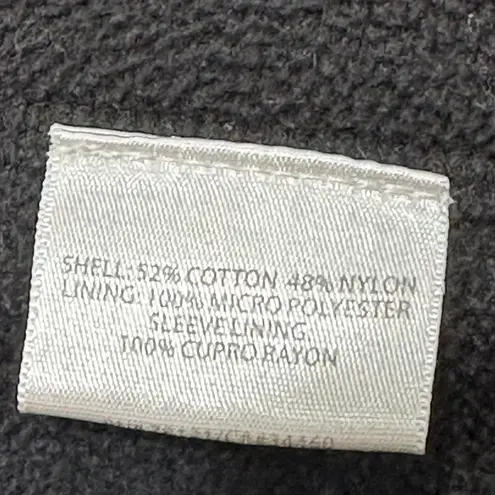 SHELL: 52% COTTON 48% NYLON
LINING: 100% MICRO POLYESTER
SLEEVE LINING
100% CUPRO RAYON